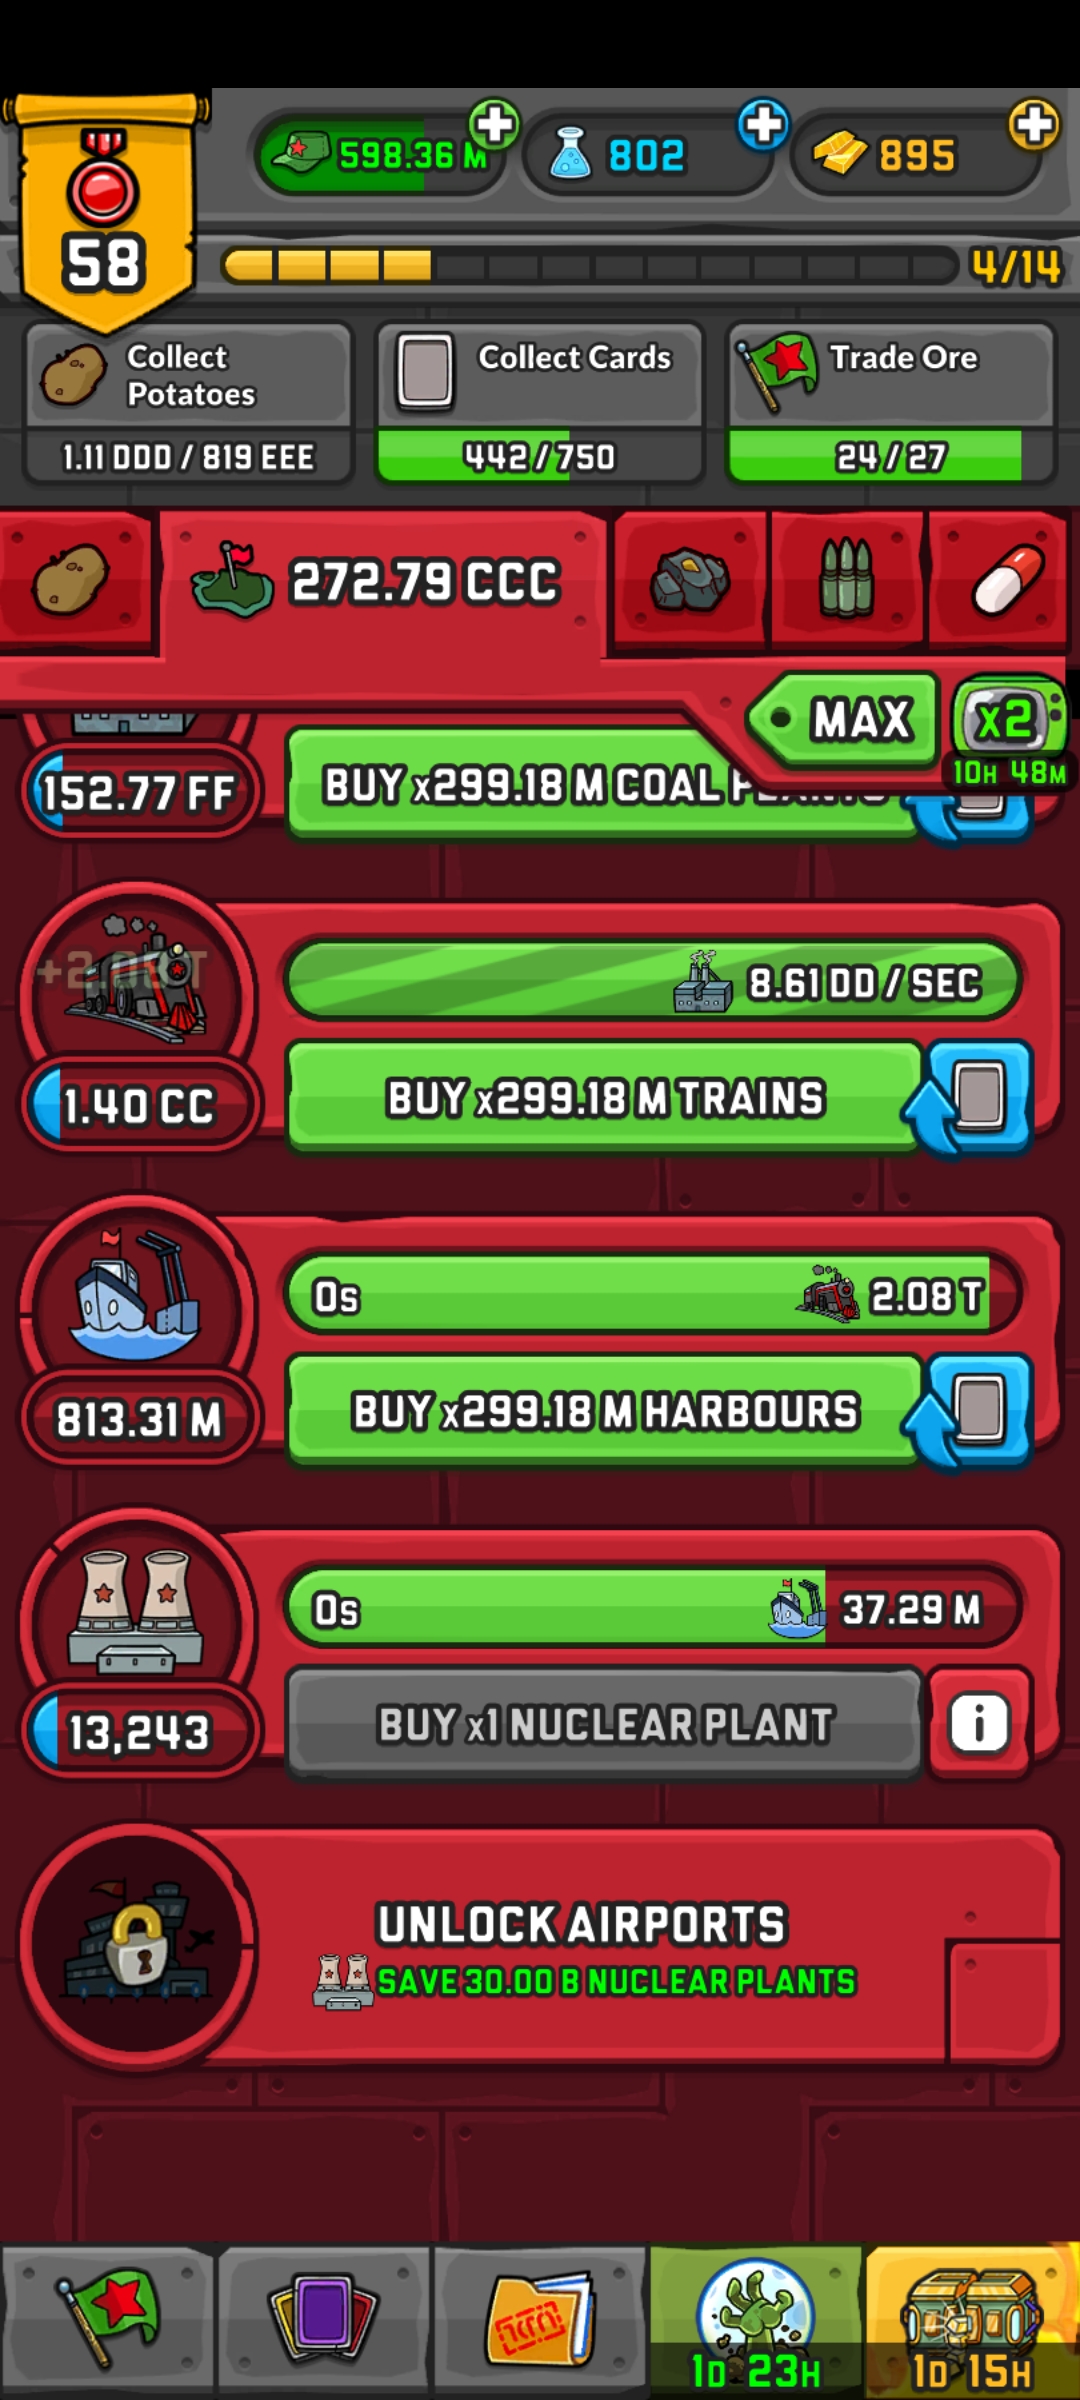 598.36 M
802
895
58
4/14
Collect
Potatoes
Collect Cards
Trade Ore
1.11 DDD / 819 EEE
442 / 750
24 / 27
272.79 CCC
MAX
x2
10H 48M
152.77 FF
BUY x299.18 M COAL PLANTS
8.61 DD / SEC
1.40 CC
BUY x299.18 M TRAINS
0s
2.08 T
813.31 M
BUY x299.18 M HARBOURS
0s
37.29 M
13,243
BUY x1 NUCLEAR PLANT
i
UNLOCK AIRPORTS
SAVE 30.00 B NUCLEAR PLANTS
1D 23H
1D 15H